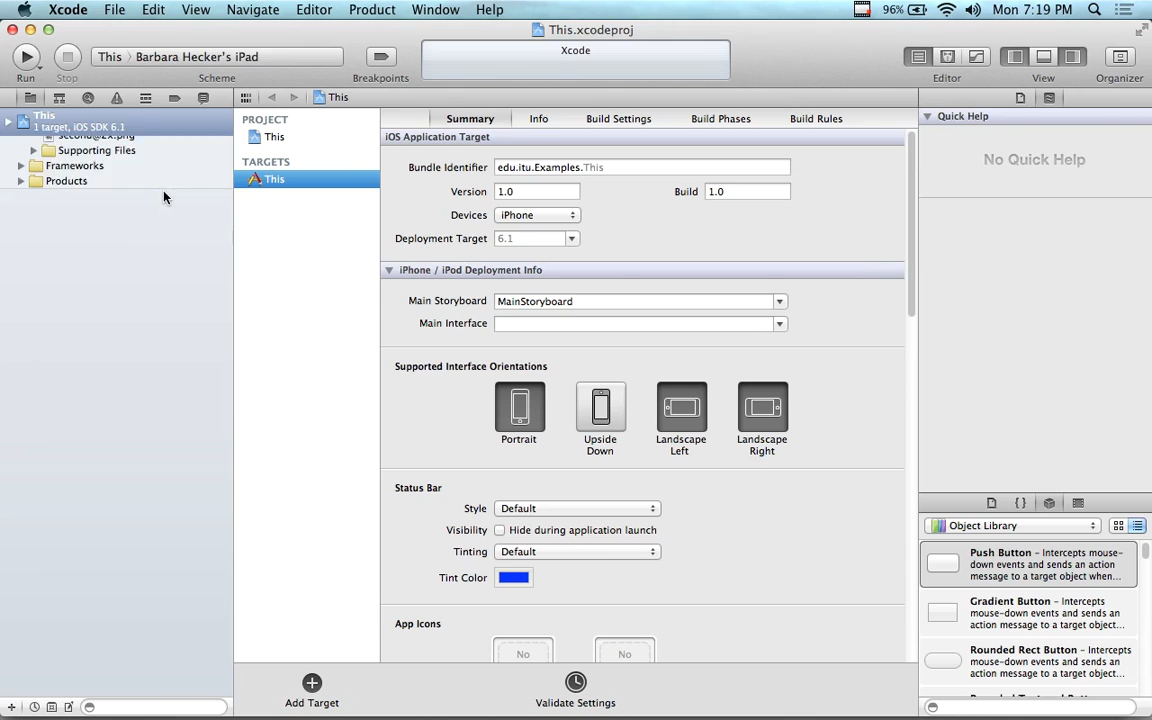 Xcode File Edit View Navigate Editor Product Window Help 96% Mon 7:19 PM
This.xcodeproj
This 〉 Barbara Hecker's iPad
Xcode
Run Stop Scheme Breakpoints Editor View Organizer
This
This
1 target, iOS SDK 6.1
second@2x.png
Supporting Files
Frameworks
Products
PROJECT
This
TARGETS
This
Summary Info Build Settings Build Phases Build Rules
iOS Application Target
Bundle Identifier edu.itu.Examples.This
Version 1.0 Build 1.0
Devices iPhone
Deployment Target 6.1
iPhone / iPod Deployment Info
Main Storyboard MainStoryboard
Main Interface
Supported Interface Orientations
Portrait
Upside
Down
Landscape
Left
Landscape
Right
Status Bar
Style Default
Visibility Hide during application launch
Tinting Default
Tint Color
App Icons
No No
Add Target Validate Settings
Quick Help
No Quick Help
Object Library
Push Button – Intercepts mouse-
down events and sends an action
message to a target object when...
Gradient Button – Intercepts
mouse-down events and sends an
action message to a target object...
Rounded Rect Button – Intercepts
mouse-down events and sends an
action message to a target object...